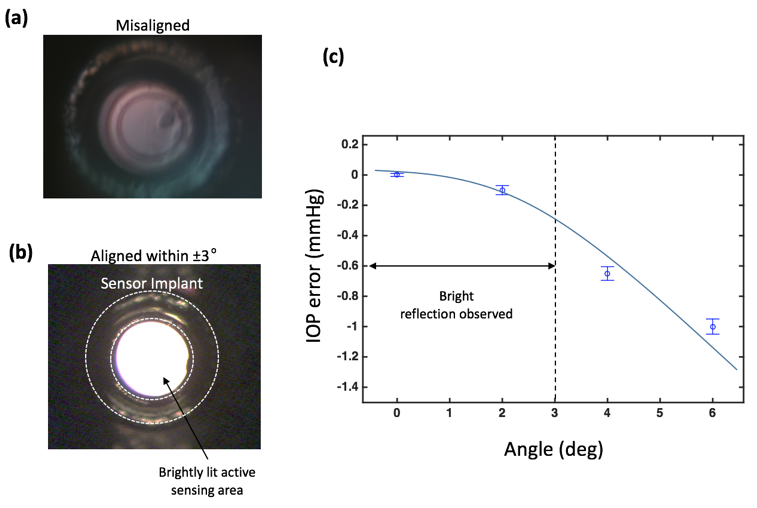 (a)
Misaligned
(b)
Aligned within ±3°
Sensor Implant
Brightly lit active
sensing area
(c)
IOP error (mmHg)
0.2
0
-0.2
-0.4
-0.6
-0.8
-1
-1.2
-1.4
Bright
reflection observed
0 1 2 3 4 5 6
Angle (deg)